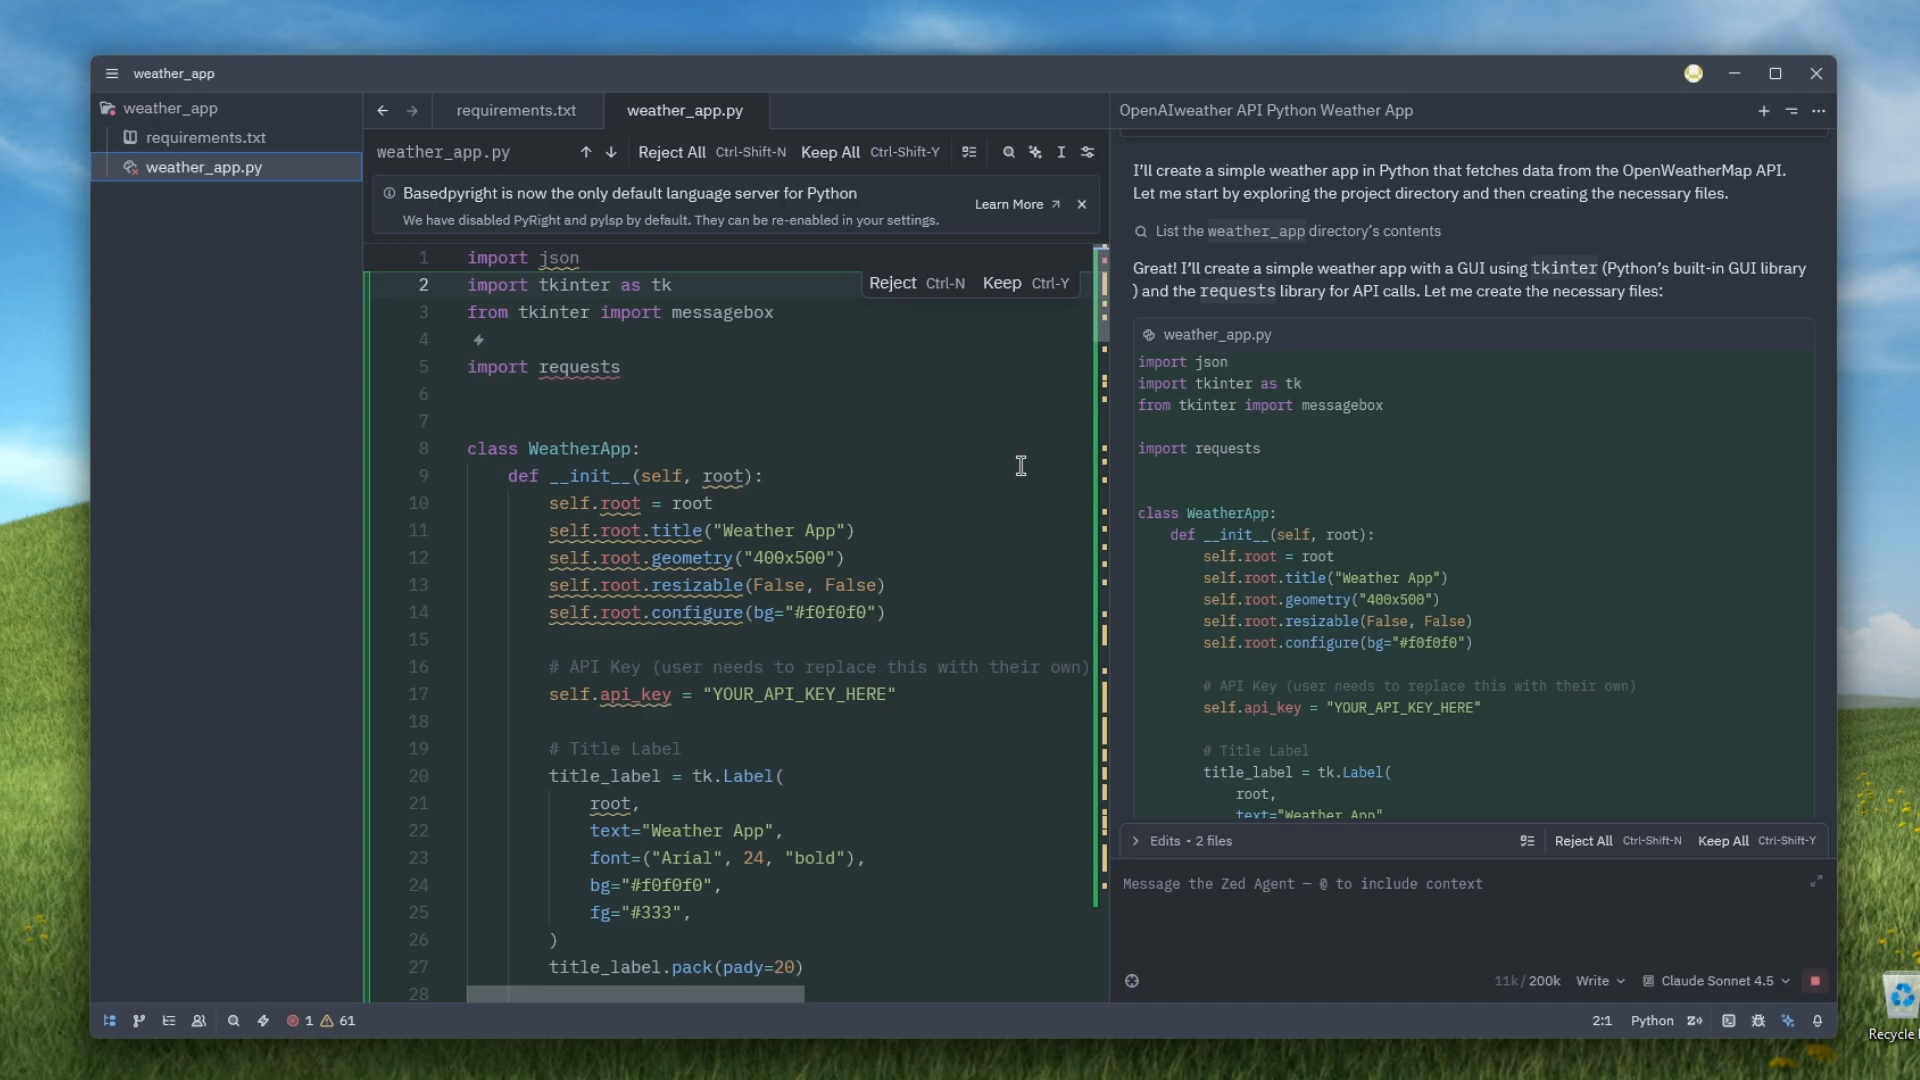 weather_app
weather_app
requirements.txt
weather_app.py
requirements.txt
weather_app.py
weather_app.py
Reject All Ctrl-Shift-N Keep All Ctrl-Shift-Y
Basedpyright is now the only default language server for Python
We have disabled PyRight and pylsp by default. They can be re-enabled in your settings.
Learn More
1 import json
2 import tkinter as tk
Reject Ctrl-N Keep Ctrl-Y
3 from tkinter import messagebox
4
5 import requests
6
7
8 class WeatherApp:
9 def __init__(self, root):
10 self.root = root
11 self.root.title("Weather App")
12 self.root.geometry("400x500")
13 self.root.resizable(False, False)
14 self.root.configure(bg="#f0f0f0")
15
16 # API Key (user needs to replace this with their own)
17 self.api_key = "YOUR_API_KEY_HERE"
18
19 # Title Label
20 title_label = tk.Label(
21 root,
22 text="Weather App",
23 font=("Arial", 24, "bold"),
24 bg="#f0f0f0",
25 fg="#333",
26 )
27 title_label.pack(pady=20)
28
OpenAIweather API Python Weather App
I'll create a simple weather app in Python that fetches data from the OpenWeatherMap API.
Let me start by exploring the project directory and then creating the necessary files.
List the weather_app directory's contents
Great! I'll create a simple weather app with a GUI using tkinter (Python's built-in GUI library
) and the requests library for API calls. Let me create the necessary files:
weather_app.py
import json
import tkinter as tk
from tkinter import messagebox
import requests
class WeatherApp:
def __init__(self, root):
self.root = root
self.root.title("Weather App")
self.root.geometry("400x500")
self.root.resizable(False, False)
self.root.configure(bg="#f0f0f0")
# API Key (user needs to replace this with their own)
self.api_key = "YOUR_API_KEY_HERE"
# Title Label
title_label = tk.Label(
root,
text="Weather App"
Edits • 2 files
Reject All Ctrl-Shift-N Keep All Ctrl-Shift-Y
Message the Zed Agent — @ to include context
11k / 200k Write Claude Sonnet 4.5
1 61
2:1 Python
Recycle